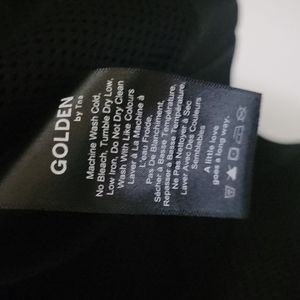 GOLDEN
by Tna
Machine Wash Cold,
No Bleach, Tumble Dry Low,
Low Iron, Do Not Dry Clean
Wash With Like Colours
Laver à La Machine à
L'eau Froide,
Pas De Blanchiment,
Sécher à Basse Température,
Repasser à Basse Température,
Ne Pas Nettoyer à Sec
Laver Avec Des Couleurs
Semblables
A little love
goes a long way.